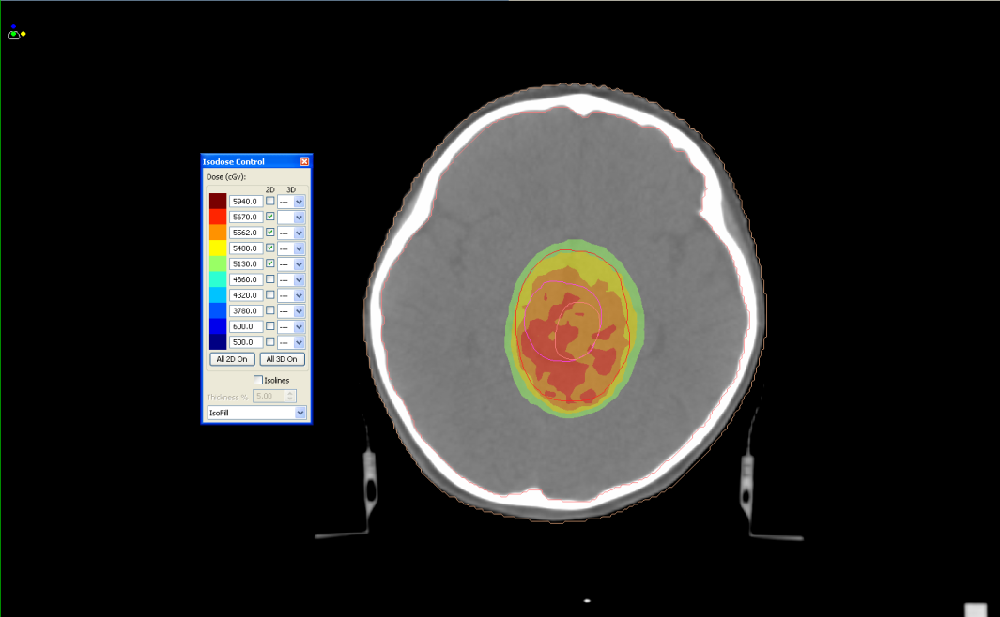 Isodose Control
Dose (cGy):
2D 3D
5940.0 ---
5670.0 ---
5562.0 ---
5400.0 ---
5130.0 ---
4860.0 ---
4320.0 ---
3780.0 ---
600.0 ---
500.0 ---
All 2D On All 3D On
Isolines
Thickness % 5.00
IsoFill